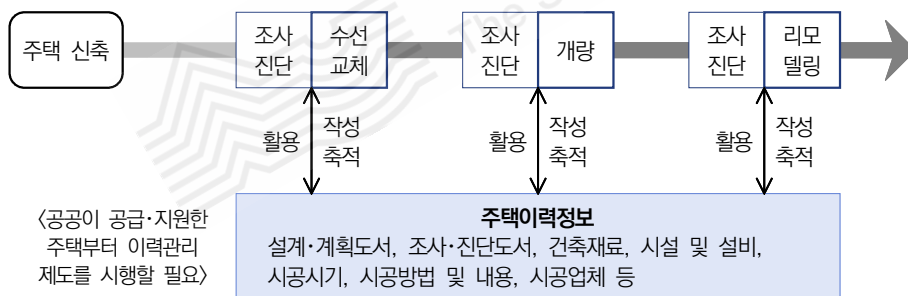 The S
주택 신축
조사
진단
수선
교체
조사
진단
개량
조사
진단
리모
델링
활용
작성
축적
활용
작성
축적
활용
작성
축적
〈공공이 공급·지원한
주택부터 이력관리
제도를 시행할 필요〉
주택이력정보
설계·계획도서, 조사·진단도서, 건축재료, 시설 및 설비,
시공시기, 시공방법 및 내용, 시공업체 등